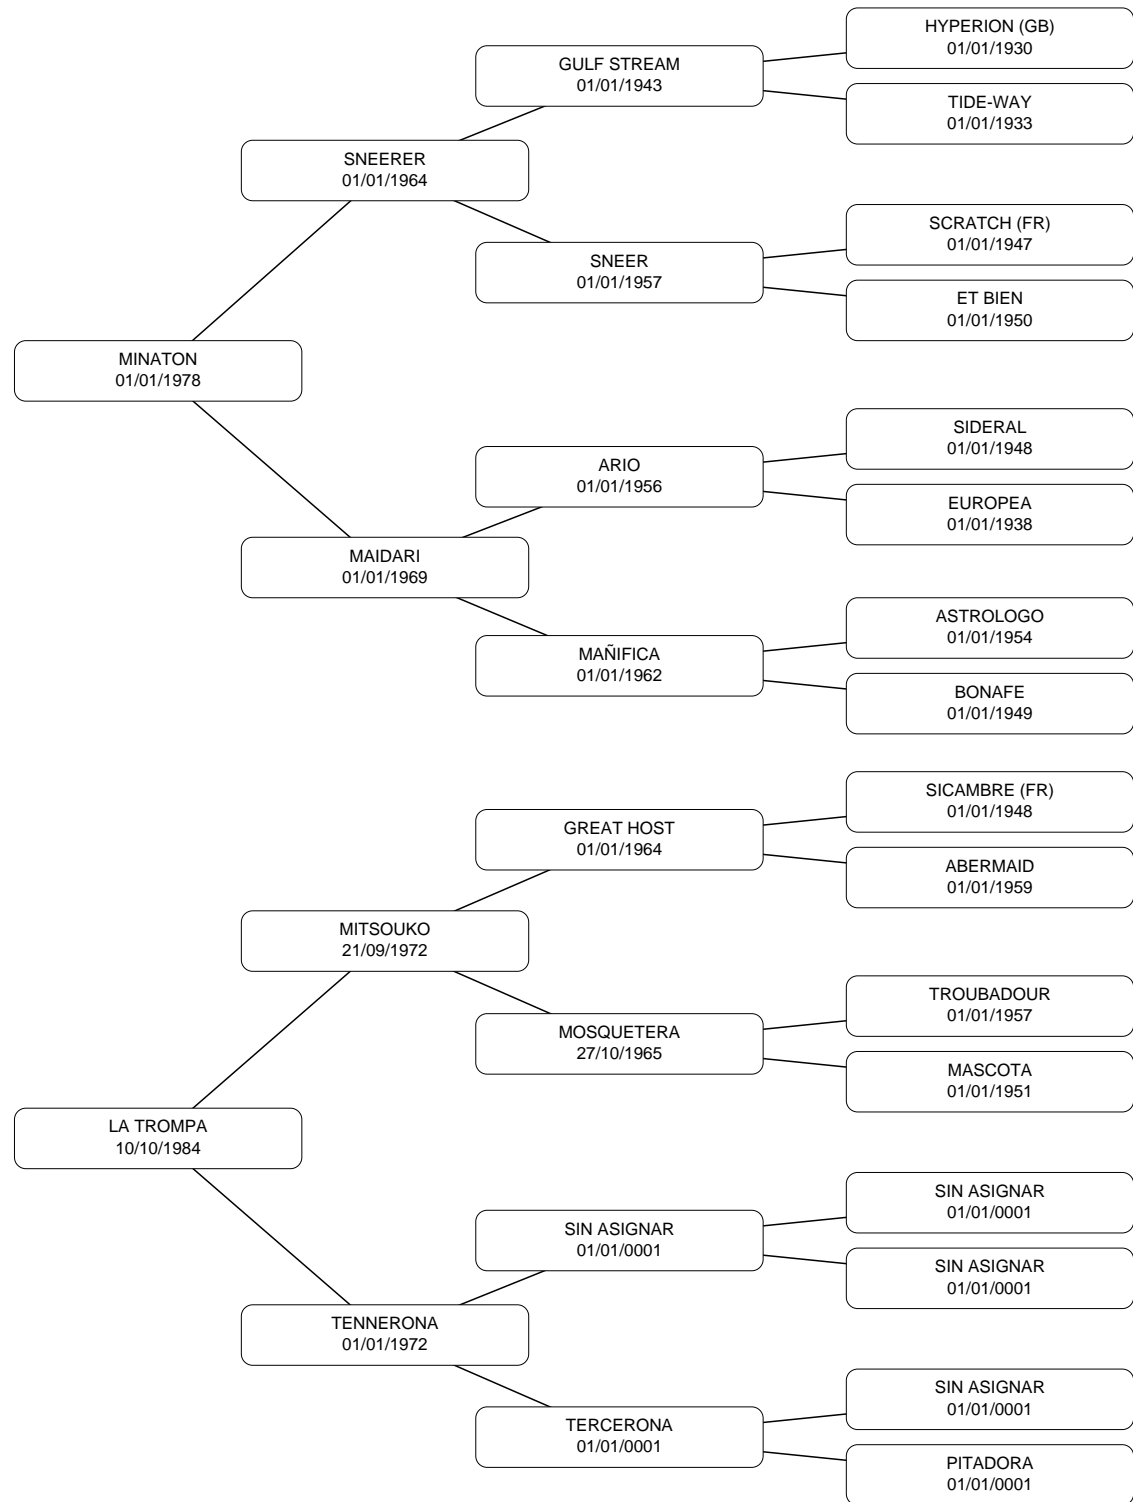 HYPERION (GB)
01/01/1930
GULF STREAM
01/01/1943
TIDE-WAY
01/01/1933
SNEERER
01/01/1964
SCRATCH (FR)
01/01/1947
SNEER
01/01/1957
ET BIEN
01/01/1950
MINATON
01/01/1978
SIDERAL
01/01/1948
ARIO
01/01/1956
EUROPEA
01/01/1938
MAIDARI
01/01/1969
ASTROLOGO
01/01/1954
MAÑIFICA
01/01/1962
BONAFE
01/01/1949
SICAMBRE (FR)
01/01/1948
GREAT HOST
01/01/1964
ABERMAID
01/01/1959
MITSOUKO
21/09/1972
TROUBADOUR
01/01/1957
MOSQUETERA
27/10/1965
MASCOTA
01/01/1951
LA TROMPA
10/10/1984
SIN ASIGNAR
01/01/0001
SIN ASIGNAR
01/01/0001
SIN ASIGNAR
01/01/0001
TENNERONA
01/01/1972
SIN ASIGNAR
01/01/0001
TERCERONA
01/01/0001
PITADORA
01/01/0001